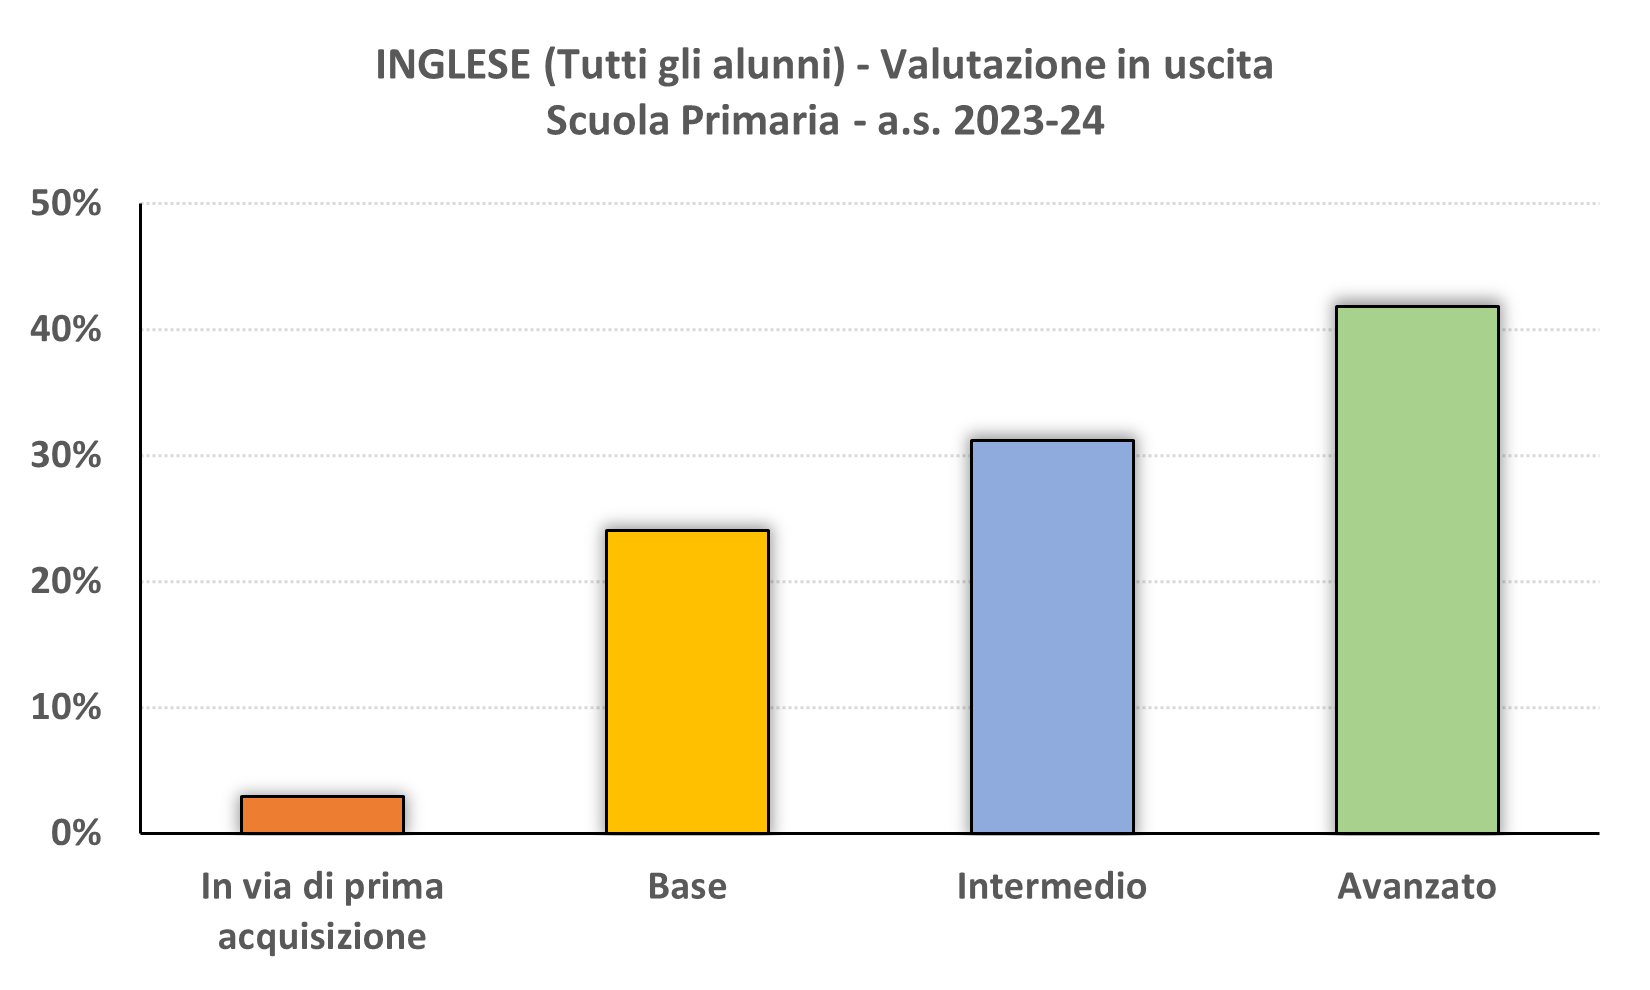 INGLESE (Tutti gli alunni) - Valutazione in uscita
Scuola Primaria - a.s. 2023-24
50%
40%
30%
20%
10%
0%
In via di prima
acquisizione
Base
Intermedio
Avanzato